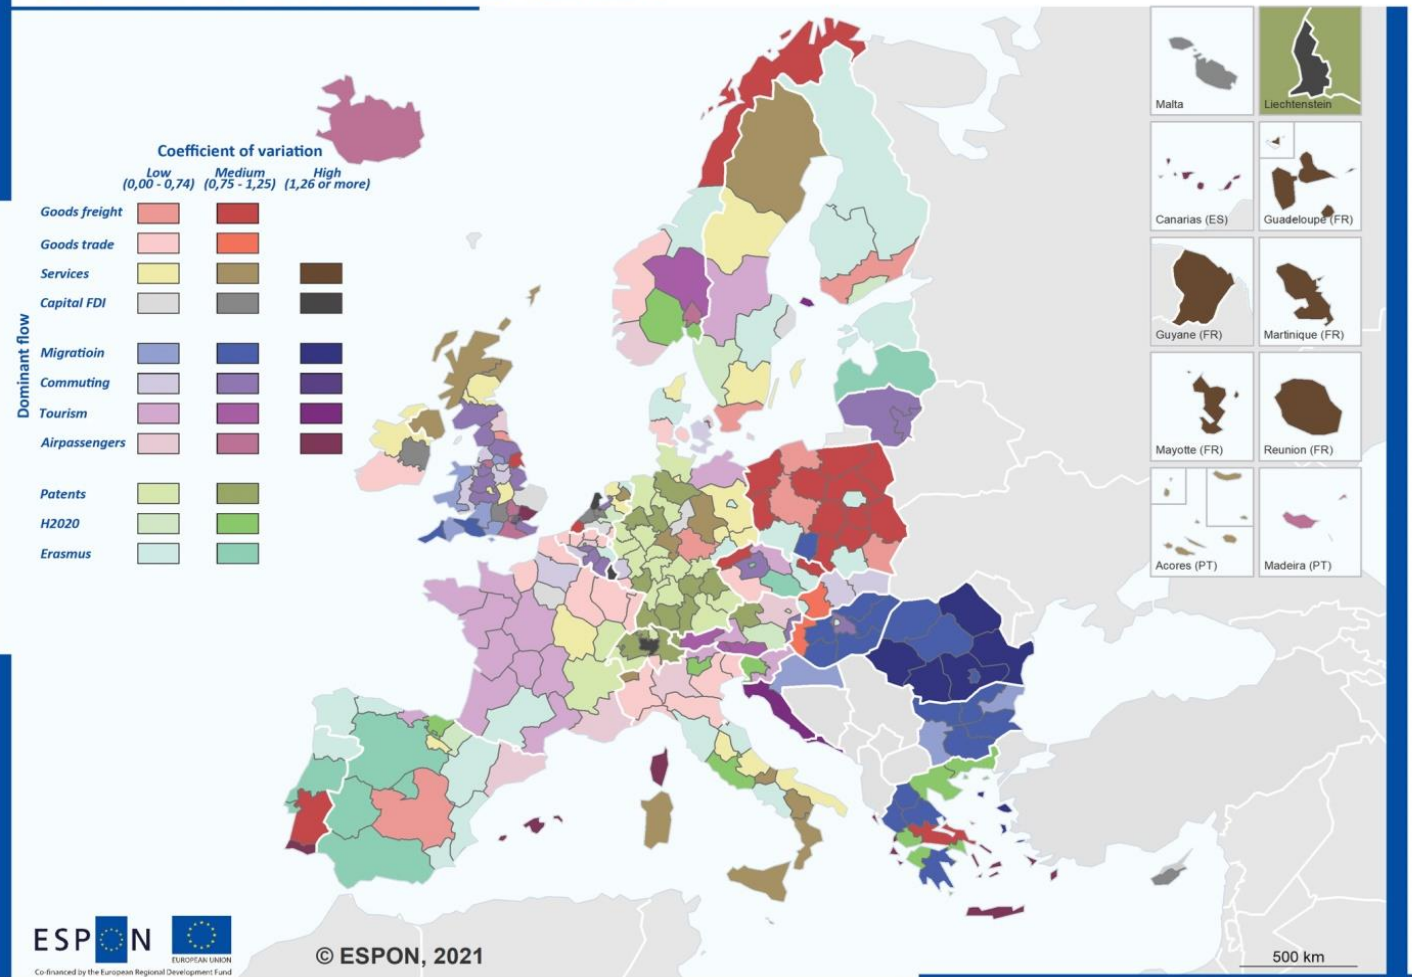 Coefficient of variation
Low Medium High
(0,00 - 0,74) (0,75 - 1,25) (1,26 or more)
Dominant flow
Goods freight
Goods trade
Services
Capital FDI
Migratioin
Commuting
Tourism
Airpassengers
Patents
H2020
Erasmus
Malta
Liechtenstein
Canarias (ES)
Guadeloupe (FR)
Guyane (FR)
Martinique (FR)
Mayotte (FR)
Reunion (FR)
Acores (PT)
Madeira (PT)
ESPON
EUROPEAN UNION
Co-financed by the European Regional Development Fund
© ESPON, 2021
500 km